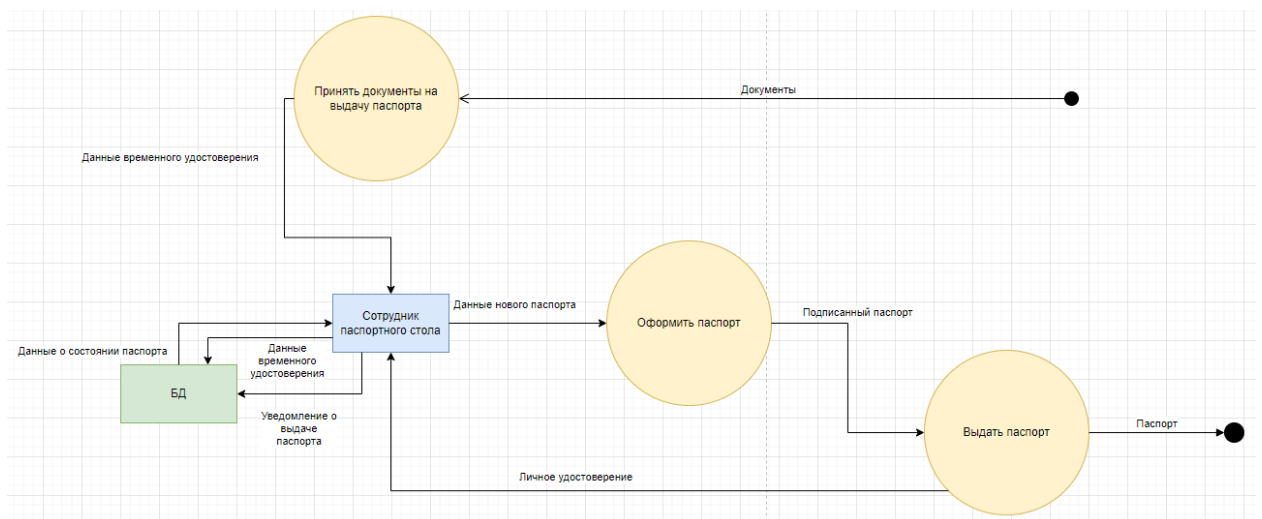 Принять документы на
выдачу паспорта
Документы
Данные временного удостоверения
Сотрудник
паспортного стола
Данные нового паспорта
Оформить паспорт
Подписанный паспорт
Данные о состоянии паспорта
Данные
временного
удостоверения
БД
Уведомление о
выдаче
паспорта
Выдать паспорт
Паспорт
Личное удостоверение